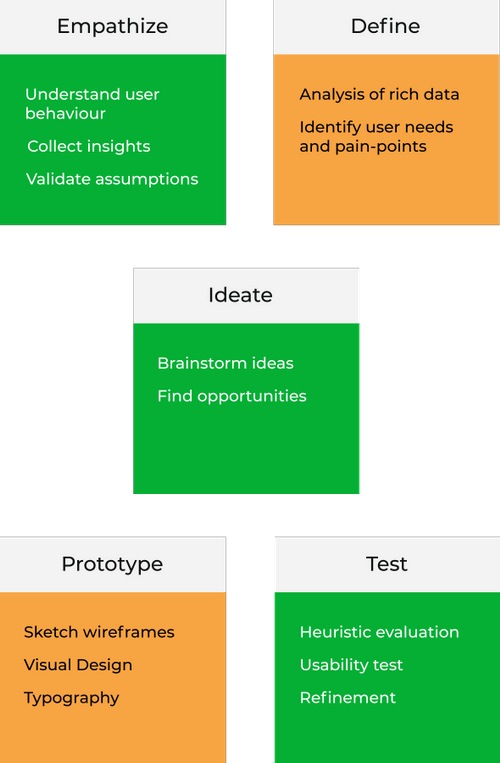 Empathize
Understand user
behaviour
Collect insights
Validate assumptions
Define
Analysis of rich data
Identify user needs
and pain-points
Ideate
Brainstorm ideas
Find opportunities
Prototype
Sketch wireframes
Visual Design
Typography
Test
Heuristic evaluation
Usability test
Refinement